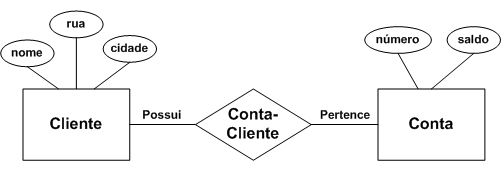 rua
nome
cidade
número
saldo
Cliente
Possui
Conta-
Cliente
Pertence
Conta